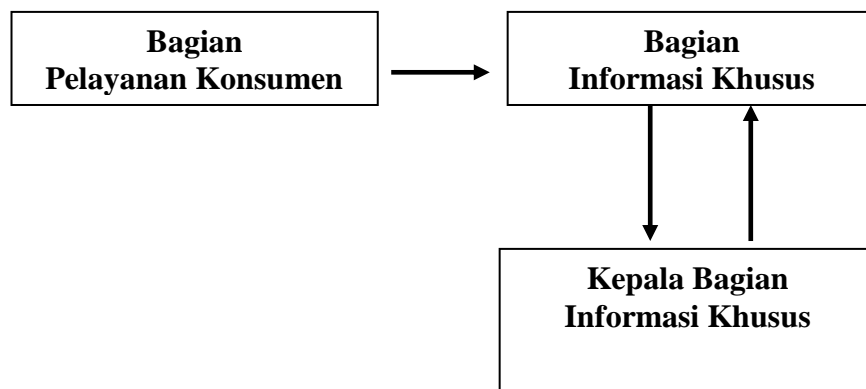 Bagian
Pelayanan Konsumen
Bagian
Informasi Khusus
Kepala Bagian
Informasi Khusus